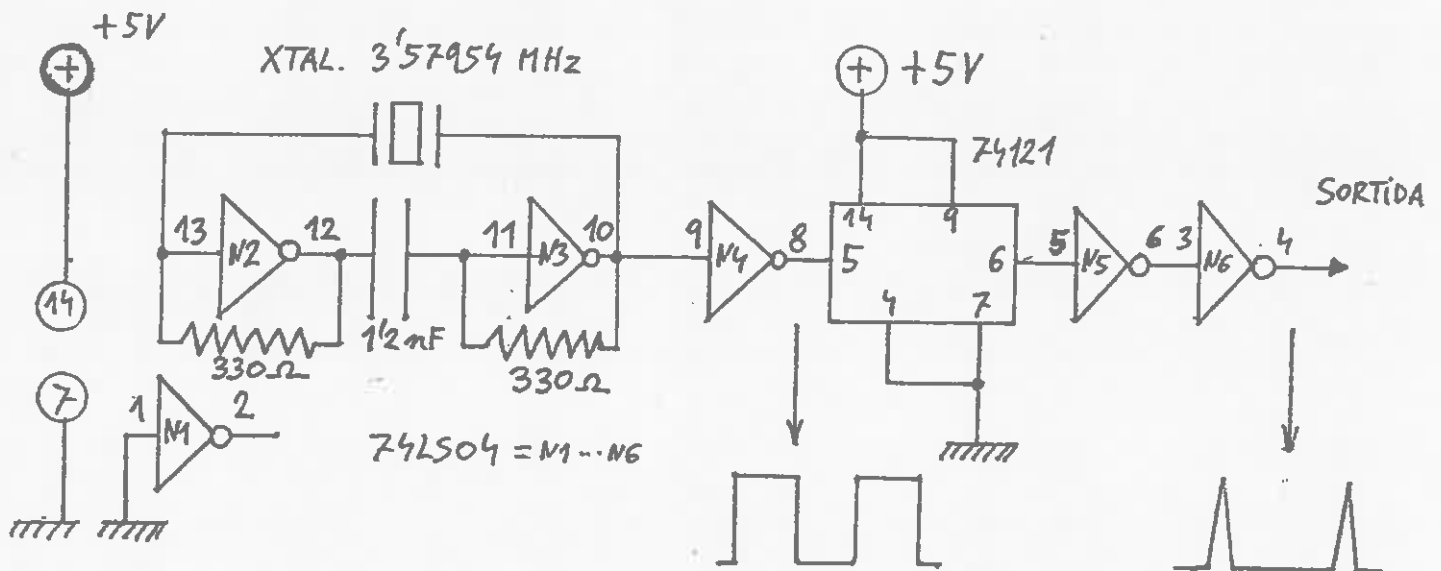 +5V
XTAL. 3'57954 MHz
+
+5V
74121
SORTIDA
13 N2 12
11 N3 10
9 N4 8
14 9
5 6
4 7
5 N5 6
3 N6 4
14
1'2nF
330Ω
330Ω
7
1 N1 2
74LS04 = N1...N6
+